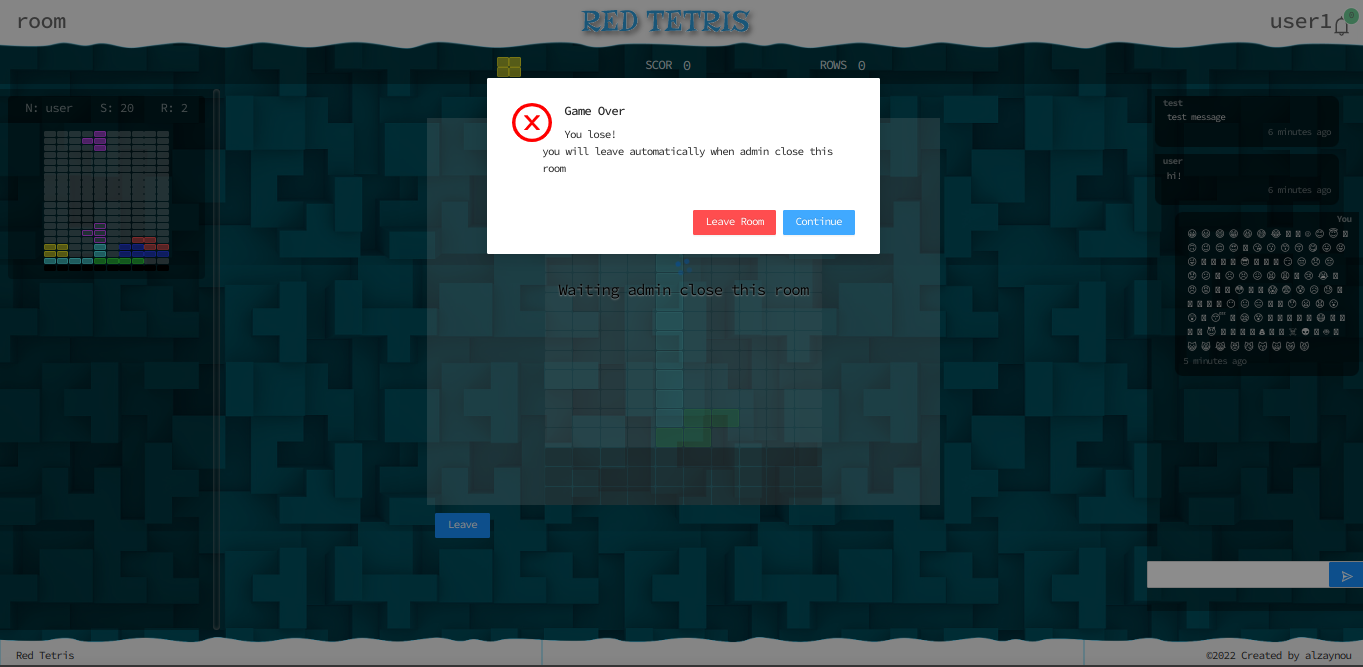 room
RED TETRIS
user1
0
SCOR 0
ROWS 0
N: user S: 20 R: 2
Game Over
You lose!
you will leave automatically when admin close this
room
Leave Room
Continue
Waiting admin close this room
Leave
test
test message
6 minutes ago
user
hi!
6 minutes ago
You
5 minutes ago
Red Tetris
©2022 Created by alzaynou